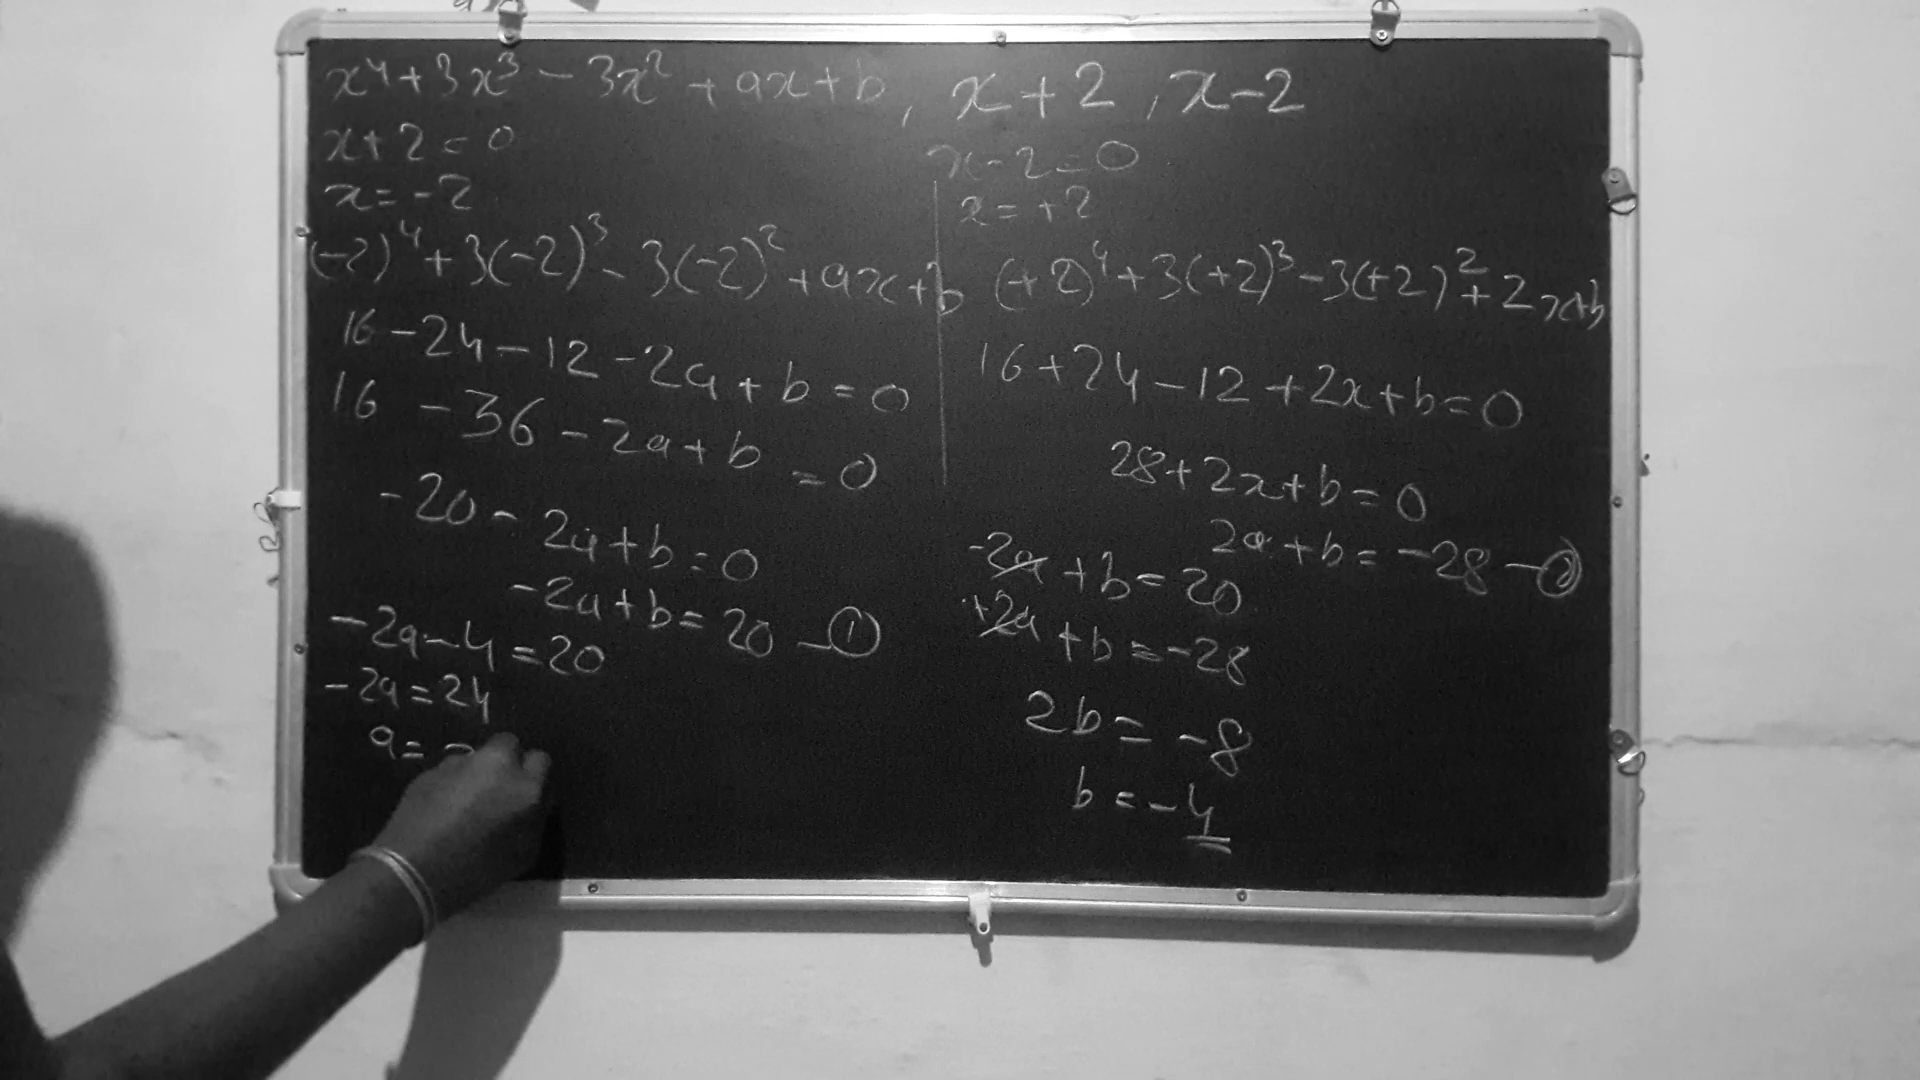 x⁴+3x³-3x²+ax+b, x+2, x-2
x+2=0
x=-2
(-2)⁴+3(-2)³-3(-2)²+ax+b
16-24-12-2a+b=0
16-36-2a+b=0
-20-2a+b=0
-2a+b=20-①
-2a-4=20
-2a=24
a=
x-2=0
x=+2
(+2)⁴+3(+2)³-3(+2)²+2x+b
16+24-12+2x+b=0
28+2x+b=0
2a+b=-28-②
-2a+b=20
+2a+b=-28
2b=-8
b=-4